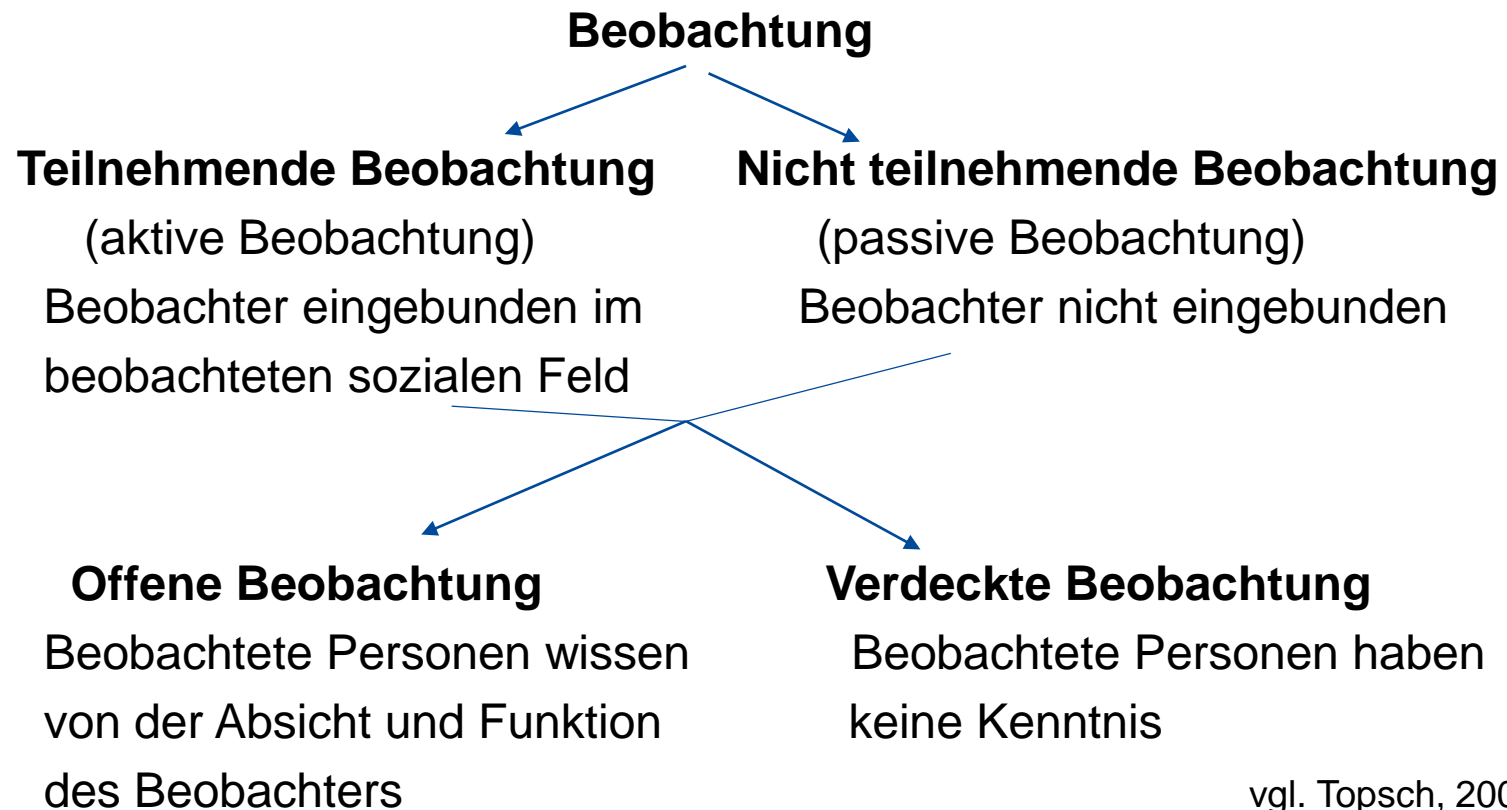 Beobachtung
Teilnehmende Beobachtung
(aktive Beobachtung)
Beobachter eingebunden im
beobachteten sozialen Feld
Nicht teilnehmende Beobachtung
(passive Beobachtung)
Beobachter nicht eingebunden
Offene Beobachtung
Beobachtete Personen wissen
von der Absicht und Funktion
des Beobachters
Verdeckte Beobachtung
Beobachtete Personen haben
keine Kenntnis
vgl. Topsch,